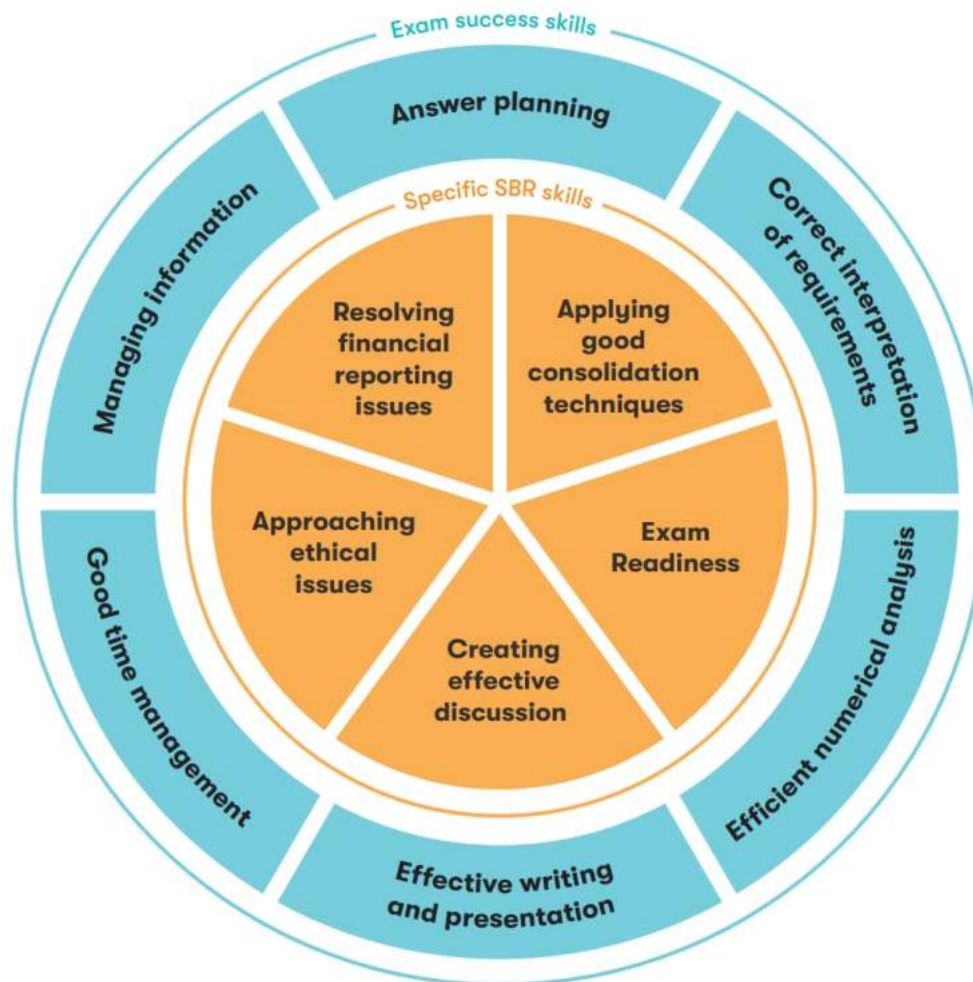 Exam success skills
Answer planning
Correct interpretation
of requirements
Efficient numerical analysis
Effective writing
and presentation
Good time management
Managing information
Specific SBR skills
Resolving
financial
reporting
issues
Applying
good
consolidation
techniques
Exam
Readiness
Creating
effective
discussion
Approaching
ethical
issues